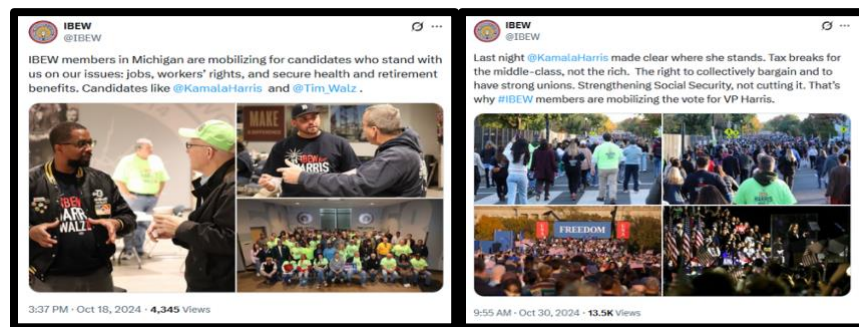 IBEW
@IBEW
IBEW members in Michigan are mobilizing for candidates who stand with
us on our issues: jobs, workers' rights, and secure health and retirement
benefits. Candidates like @KamalaHarris and @Tim_Walz .
IBEW
HARRIS
WALZ
MAKE
HARRIS
3:37 PM · Oct 18, 2024 · 4,345 Views
IBEW
@IBEW
Last night @KamalaHarris made clear where she stands. Tax breaks for
the middle-class, not the rich. The right to collectively bargain and to
have strong unions. Strengthening Social Security, not cutting it. That's
why #IBEW members are mobilizing the vote for VP Harris.
FREEDOM
9:55 AM · Oct 30, 2024 · 13.5K Views